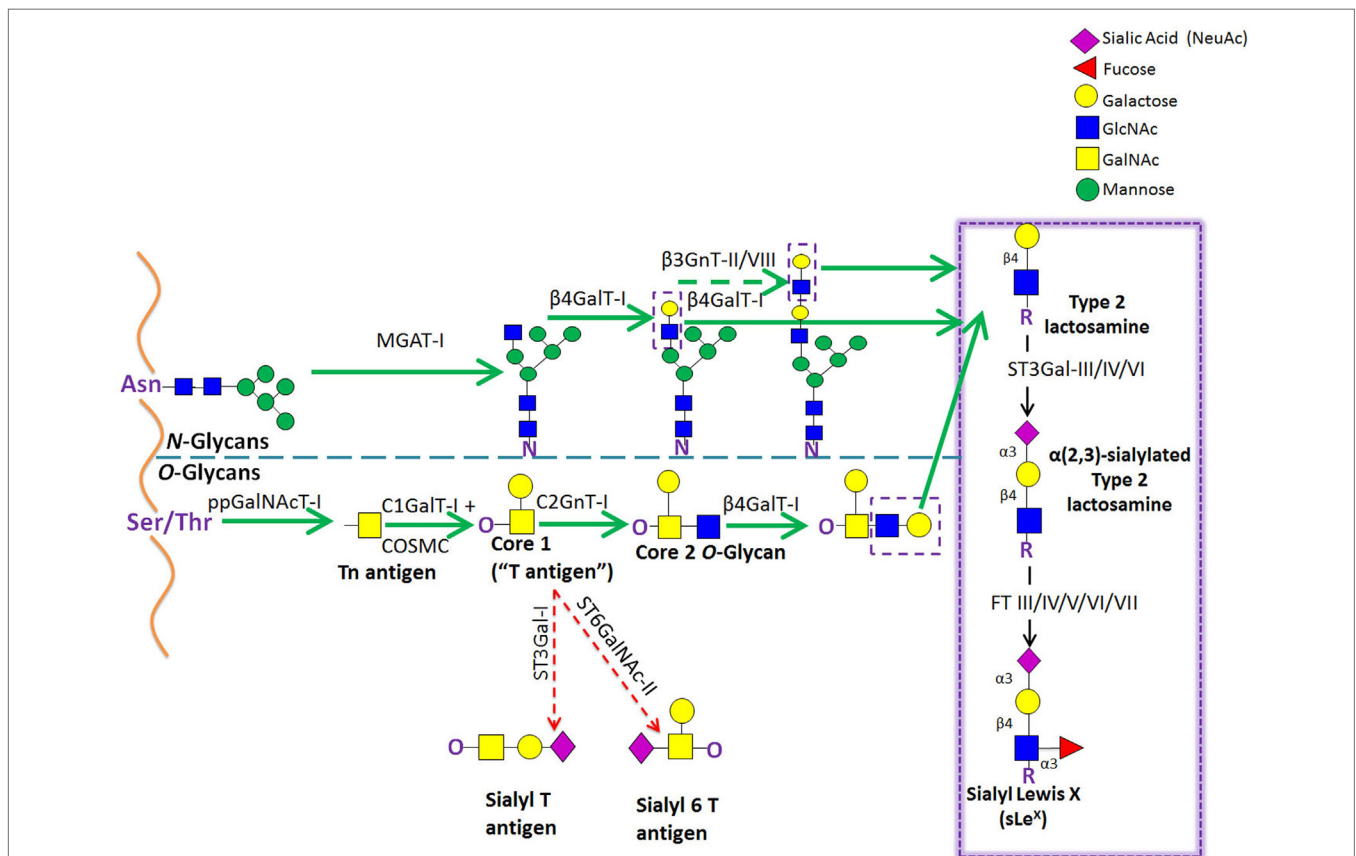 Sialic Acid (NeuAc)
Fucose
Galactose
GlcNAc
GalNAc
Mannose
β3GnT-II/VIII
β4GalT-I
β4GalT-I
MGAT-I
Asn
N
N
N
N-Glycans
O-Glycans
ppGalNAcT-I
Ser/Thr
C1GalT-I +
COSMC
Tn antigen
O
Core 1
(“T antigen”)
C2GnT-I
O
Core 2 O-Glycan
β4GalT-I
O
ST3Gal-I
ST6GalNAc-II
O
Sialyl T
antigen
O
Sialyl 6 T
antigen
β4
R
Type 2
lactosamine
ST3Gal-III/IV/VI
α3
β4
R
α(2,3)-sialylated
Type 2
lactosamine
FT III/IV/V/VI/VII
α3
β4
α3
R
Sialyl Lewis X
(sLeˣ)